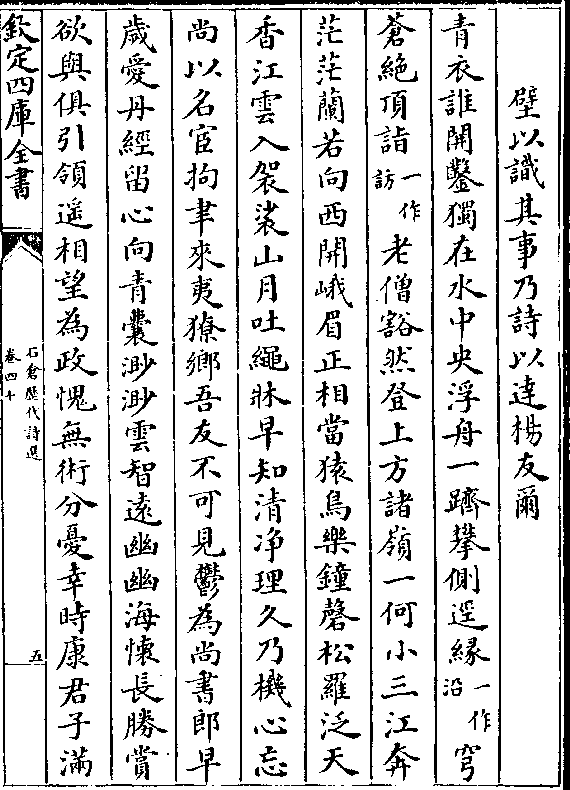 壁以識其事乃詩以達楊友爾
青衣誰開鑿獨在水中央浮舟一躋攀側逕緣一作沿穹
蒼絶頂詣一作訪老僧豁然登上方諸嶺一何小三江奔
茫茫蘭若向西開峨眉正相當猿鳥樂鐘磬松羅泛天
香江雲入袈裟山月吐繩牀早知清净理久乃機心忘
尚以名宦拘聿來夷獠鄉吾友不可見鬱為尚書郎早
歲愛丹經留心向青囊渺渺雲智遠幽幽海懷長勝賞
欲與俱引領遥相望為政愧無術分憂幸時康君子滿
欽定四庫全書
石倉歷代詩選
卷四十
五